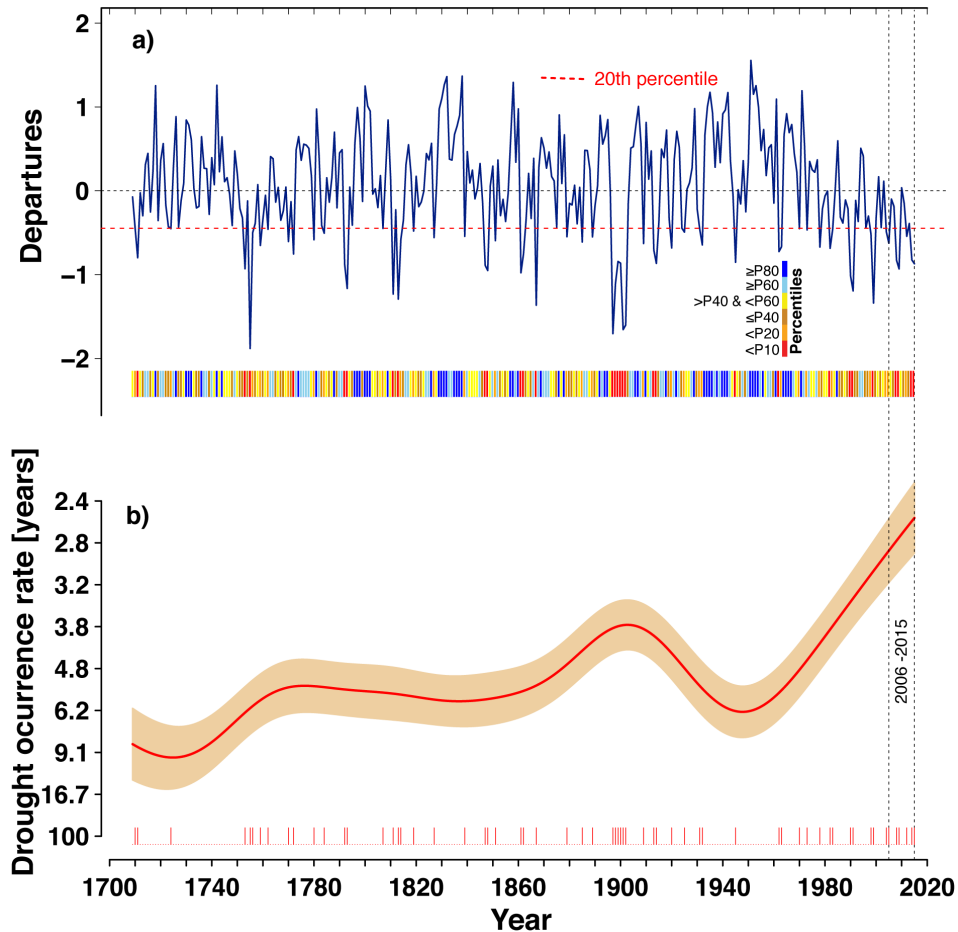 a)
2
1
0
−1
−2
Departures
20th percentile
≥P80
≥P60
>P40 & <P60
≤P40
<P20
<P10
Percentiles
b)
Drought ocurrence rate [years]
2.4
2.8
3.2
3.8
4.8
6.2
9.1
16.7
100
2006 -2015
1700 1740 1780 1820 1860 1900 1940 1980 2020
Year